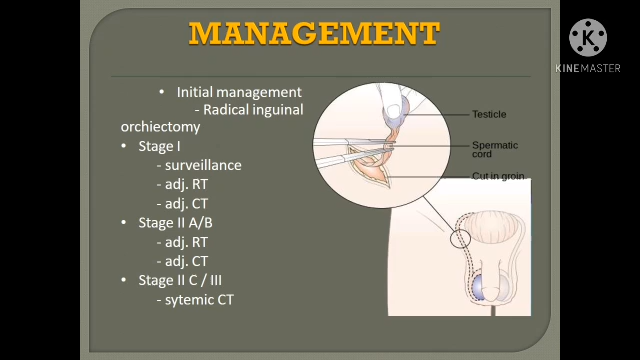 MANAGEMENT
K
KINEMASTER
• Initial management
- Radical inguinal
orchiectomy
• Stage I
- surveillance
- adj. RT
- adj. CT
• Stage II A/B
- adj. RT
- adj. CT
• Stage II C / III
- sytemic CT
Testicle
Spermatic
cord
Cut in groin